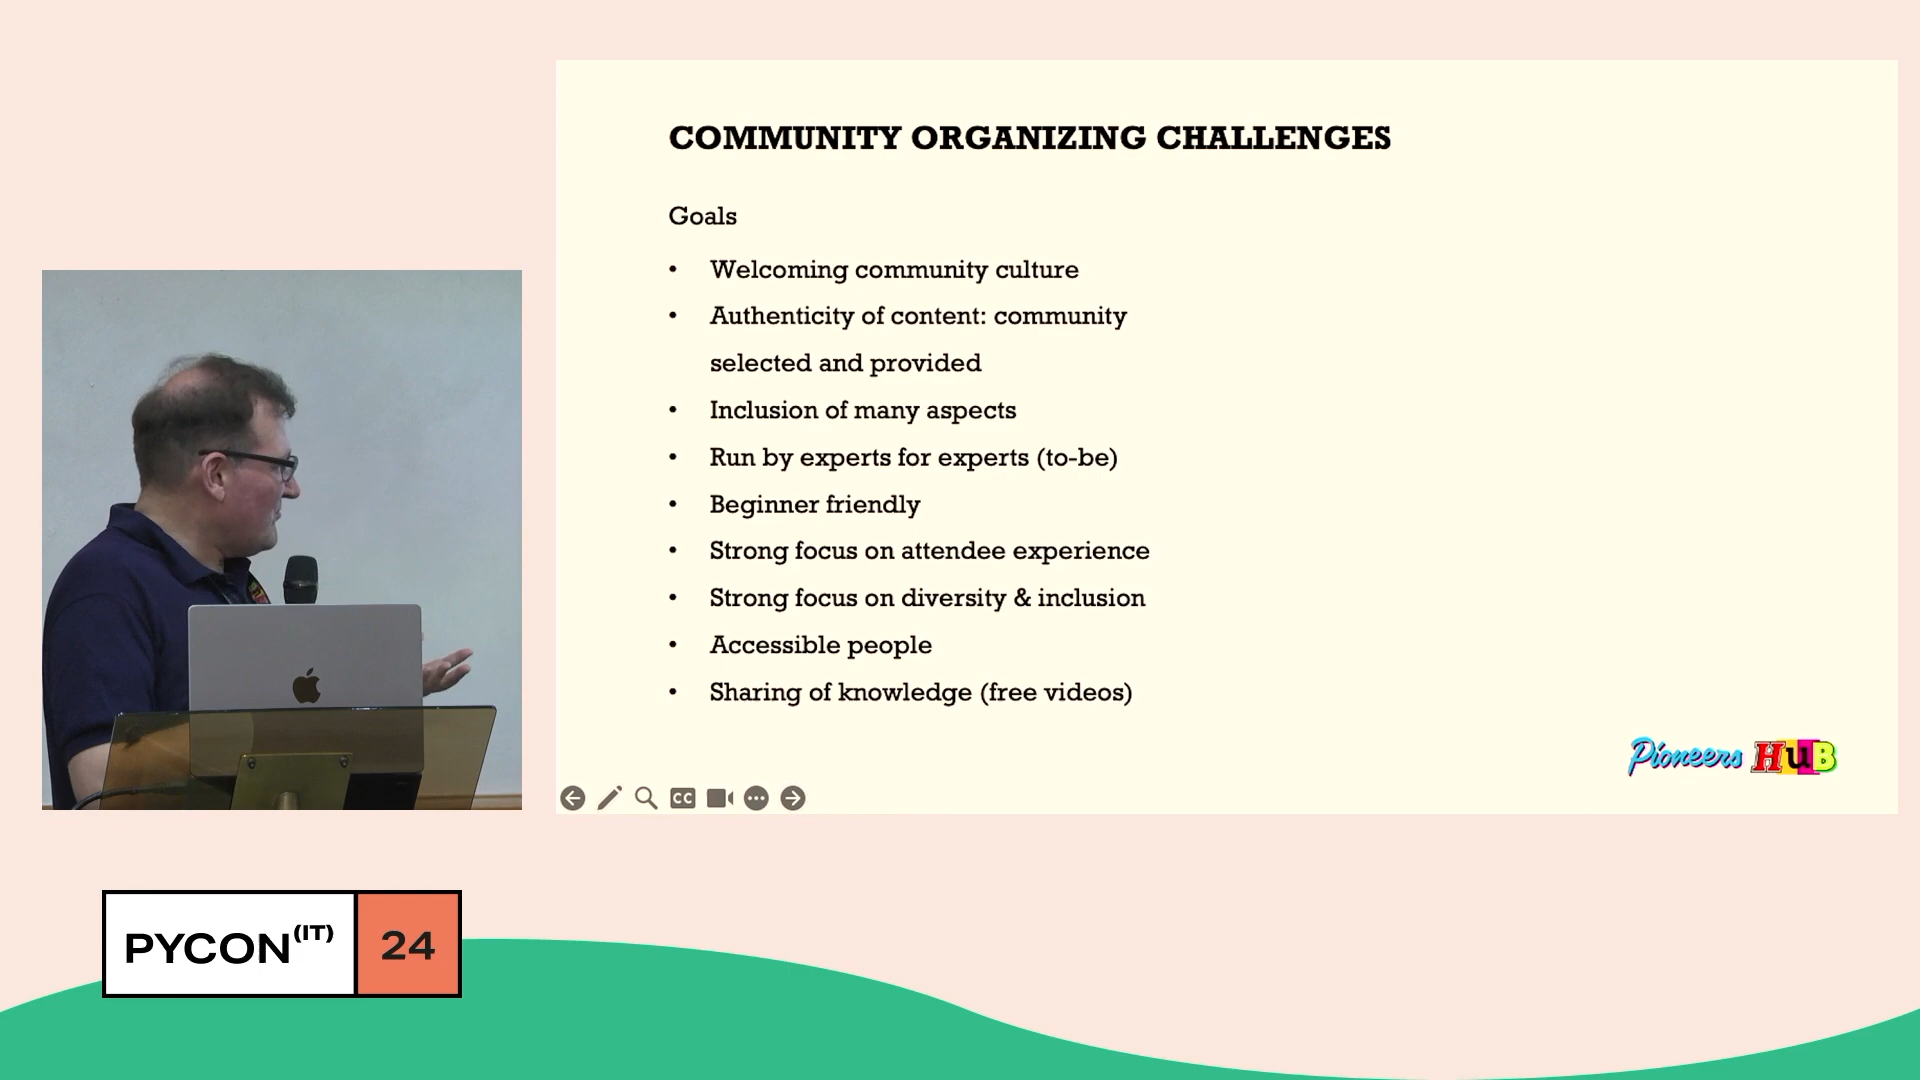 COMMUNITY ORGANIZING CHALLENGES
Goals
• Welcoming community culture
• Authenticity of content: community
selected and provided
• Inclusion of many aspects
• Run by experts for experts (to-be)
• Beginner friendly
• Strong focus on attendee experience
• Strong focus on diversity & inclusion
• Accessible people
• Sharing of knowledge (free videos)
Pioneers HuB
CC
PYCON(IT) 24